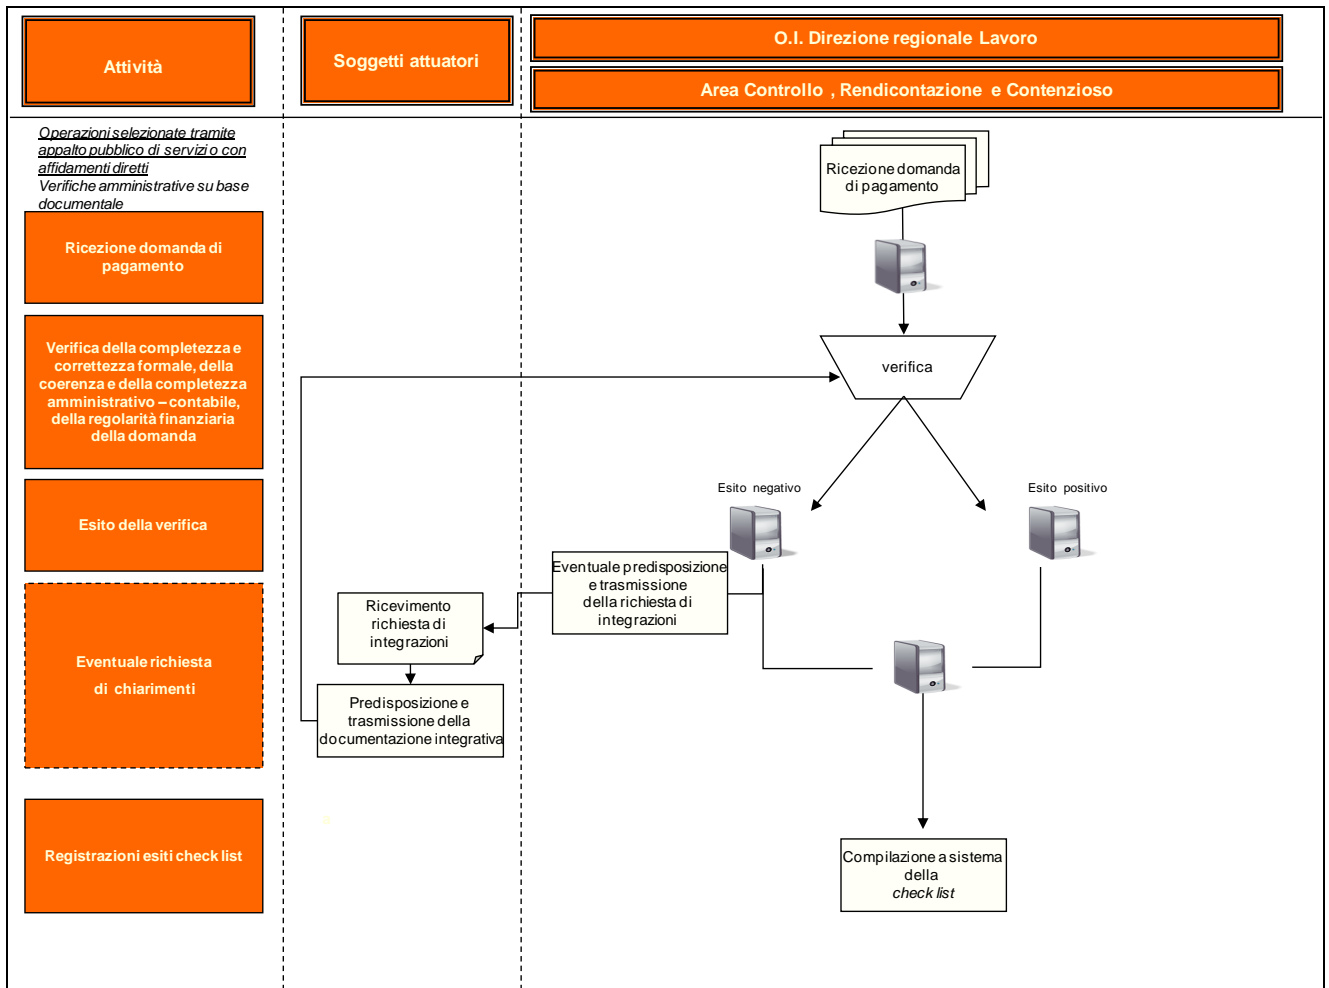 Attività
Soggetti attuatori
O.I. Direzione regionale Lavoro
Area Controllo , Rendicontazione e Contenzioso
Operazioni selezionate tramite
appalto pubblico di servizio con
affidamenti diretti
Verifiche amministrative su base
documentale
Ricezione domanda
di pagamento
Ricezione domanda di
pagamento
Verifica della completezza e
correttezza formale, della
coerenza e della completezza
amministrativo – contabile,
della regolarità finanziaria
della domanda
verifica
Esito della verifica
Esito negativo
Esito positivo
Eventuale predisposizione
e trasmissione
della richiesta di
integrazioni
Ricevimento
richiesta di
integrazioni
Eventuale richiesta
di chiarimenti
Predisposizione e
trasmissione della
documentazione integrativa
Registrazioni esiti check list
Compilazione a sistema
della
check list